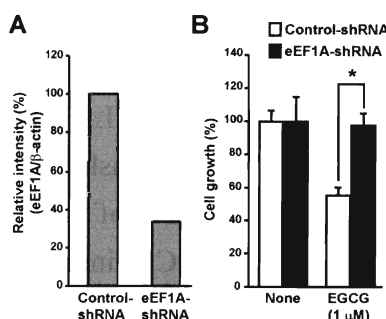 A
Relative intensity (%)
(eEF1A/β-actin)
120
100
80
60
40
20
0
Control-
shRNA
eEF1A-
shRNA
B
Control-shRNA
eEF1A-shRNA
Cell growth (%)
140
120
100
80
60
40
20
0
*
None
EGCG
(1 μM)